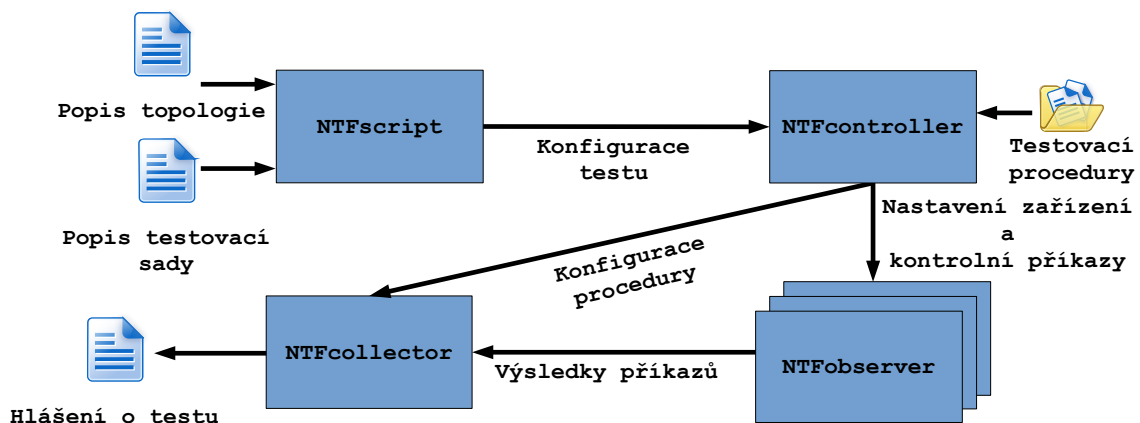 Popis topologie
NTFscript
Konfigurace
testu
NTFcontroller
Testovací
procedury
Popis testovací
sady
Nastavení zařízení
a
kontrolní příkazy
Konfigurace
procedury
NTFcollector
Výsledky příkazů
NTFobserver
Hlášení o testu